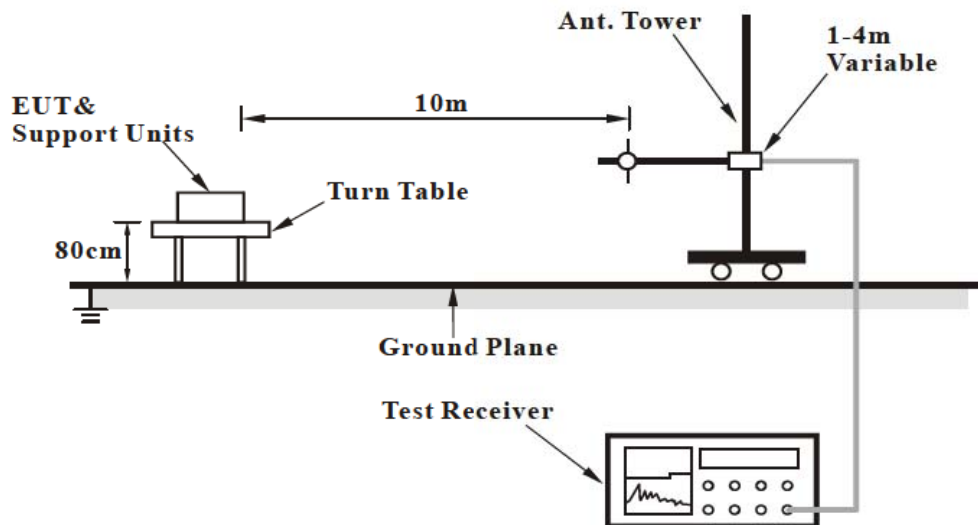 Ant. Tower
1-4m
Variable
10m
EUT&
Support Units
Turn Table
80cm
Ground Plane
Test Receiver